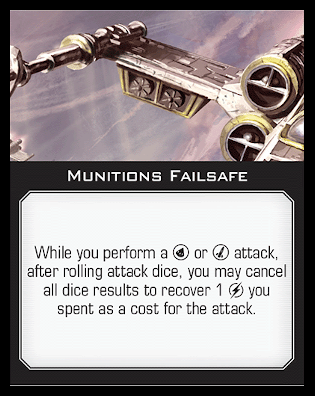 Munitions Failsafe
While you perform a or attack,
after rolling attack dice, you may cancel
all dice results to recover 1 you
spent as a cost for the attack.